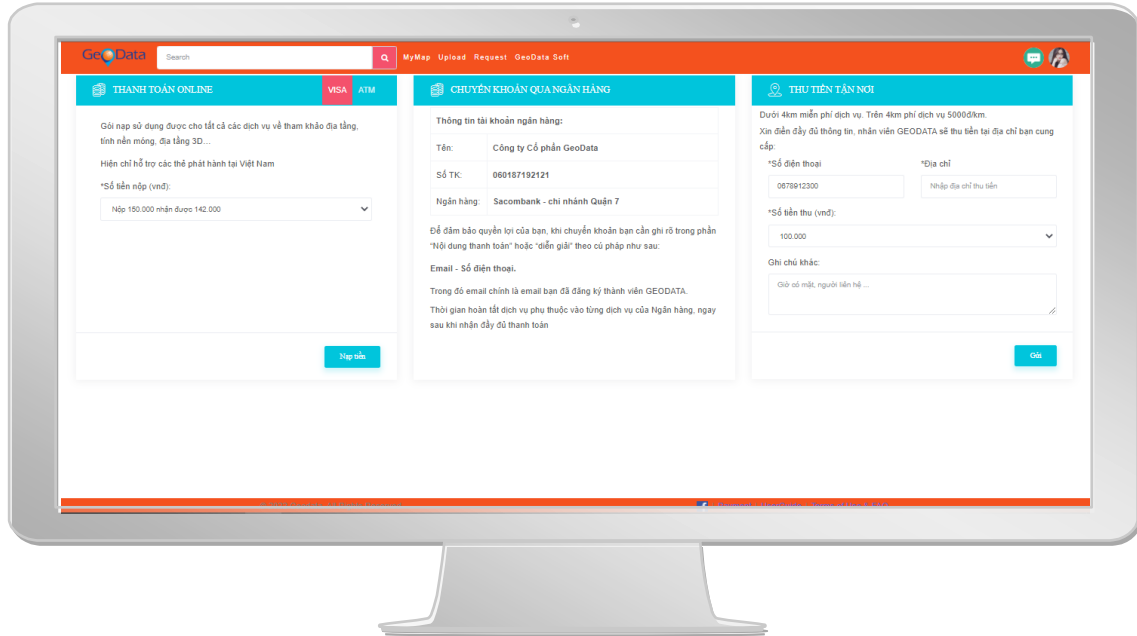 GeoData
Search
MyMap Upload Request GeoData Soft
THANH TOÁN ONLINE
VISA ATM
Gói nạp sử dụng được cho tất cả các dịch vụ về tham khảo địa tầng,
tính nền móng, địa tầng 3D...
Hiện chỉ hỗ trợ các thẻ phát hành tại Việt Nam
*Số tiền nộp (vnđ):
Nộp 150.000 nhận được 142.000
Nạp tiền
CHUYỂN KHOẢN QUA NGÂN HÀNG
Thông tin tài khoản ngân hàng:
Tên: Công ty Cổ phần GeoData
Số TK: 060187192121
Ngân hàng: Sacombank - chi nhánh Quận 7
Để đảm bảo quyền lợi của bạn, khi chuyển khoản bạn cần ghi rõ trong phần
"Nội dung thanh toán" hoặc "diễn giải" theo cú pháp như sau:
Email - Số điện thoại.
Trong đó email chính là email bạn đã đăng ký thành viên GEODATA.
Thời gian hoàn tất dịch vụ phụ thuộc vào từng dịch vụ của Ngân hàng, ngay
sau khi nhận đầy đủ thanh toán
THU TIỀN TẬN NƠI
Dưới 4km miễn phí dịch vụ. Trên 4km phí dịch vụ 5000đ/km.
Xin điền đầy đủ thông tin, nhân viên GEODATA sẽ thu tiền tại địa chỉ bạn cung
cấp:
*Số điện thoại *Địa chỉ
0678912300 Nhập địa chỉ thu tiền
*Số tiền thu (vnđ):
100.000
Ghi chú khác:
Giờ có mặt, người liên hệ ...
Gửi